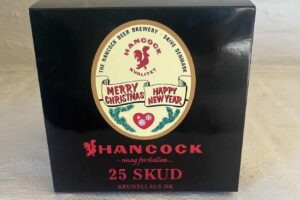 THE HANCOCK BEER BREWERY · SKIVE DENMARK
HANCOCK
KVALITET
MERRY CHRISTMAS
HAPPY NEW YEAR
HANCOCK
- smag forskellen...
25 SKUD
BRUDTCLAUS.DK